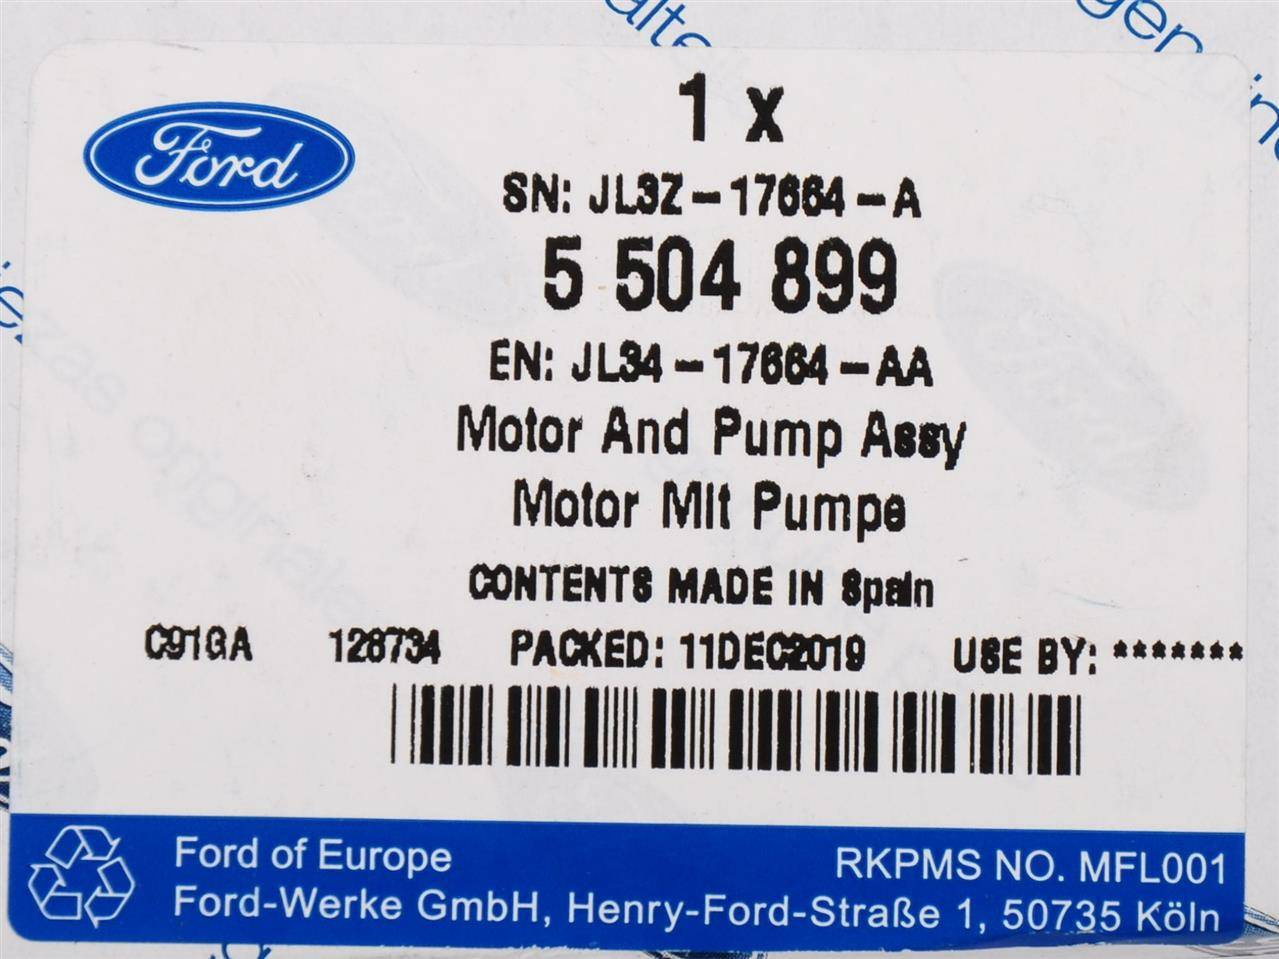 Ford
1 x
SN: JL3Z-17664-A
5 504 899
EN: JL34-17664-AA
Motor And Pump Assy
Motor Mit Pumpe
CONTENTS MADE IN Spain
C91GA 128734 PACKED: 11DEC2019 USE BY: *******
Ford of Europe RKPMS NO. MFL001
Ford-Werke GmbH, Henry-Ford-Straße 1, 50735 Köln